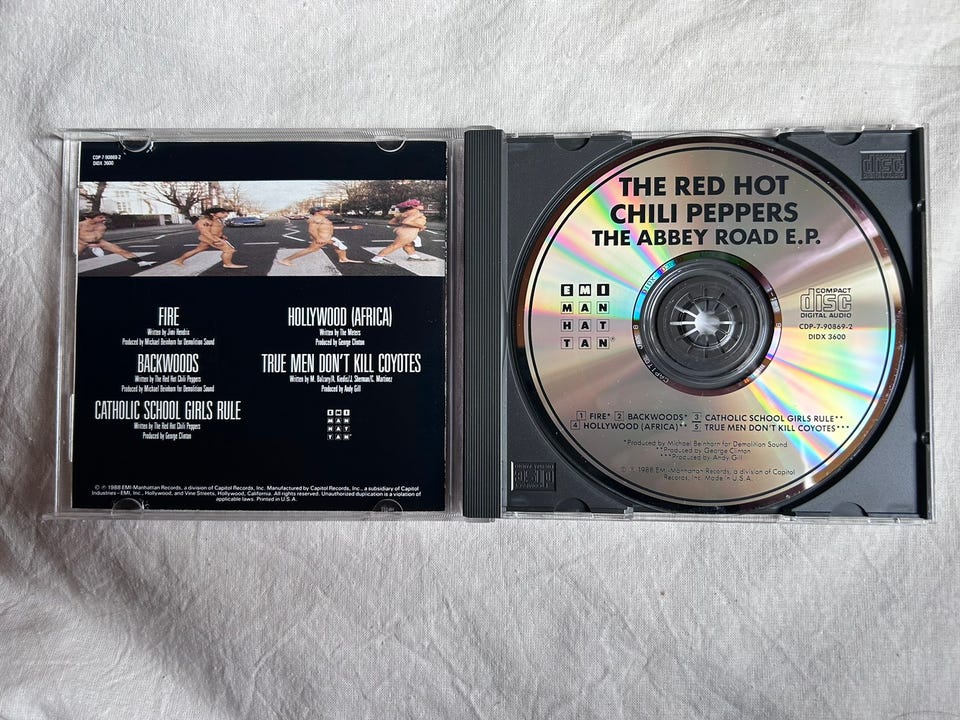 CDP-7-90869-2
DIDX 3600
FIRE
Written by Jimi Hendrix
Produced by Michael Beinhorn for Demolition Sound
BACKWOODS
Written by The Red Hot Chili Peppers
Produced by Michael Beinhorn for Demolition Sound
CATHOLIC SCHOOL GIRLS RULE
Written by The Red Hot Chili Peppers
Produced by George Clinton
HOLLYWOOD (AFRICA)
Written by The Meters
Produced by George Clinton
TRUE MEN DON'T KILL COYOTES
Written by M. Balzary/A. Kiedis/J. Sherman/C. Martinez
Produced by Andy Gill
EMI
MAN
HAT
TAN
© ℗ 1988 EMI-Manhattan Records, a division of Capitol Records, Inc. Manufactured by Capitol Records, Inc., a subsidiary of Capitol
Industries - EMI, Inc., Hollywood, and Vine Streets, Hollywood, California. All rights reserved. Unauthorized duplication is a violation of
applicable laws. Printed in U.S.A.
THE RED HOT
CHILI PEPPERS
THE ABBEY ROAD E.P.
EMI
MAN
HAT
TAN
COMPACT
disc
DIGITAL AUDIO
CDP-7-90869-2
DIDX 3600
1 FIRE* 2 BACKWOODS* 3 CATHOLIC SCHOOL GIRLS RULE**
4 HOLLYWOOD (AFRICA)** 5 TRUE MEN DON'T KILL COYOTES***
*Produced by Michael Beinhorn for Demolition Sound
**Produced by George Clinton
***Produced by Andy Gill
© ℗ 1988 EMI-Manhattan Records, a division of Capitol
Records, Inc. Made in U.S.A.
disc
disc